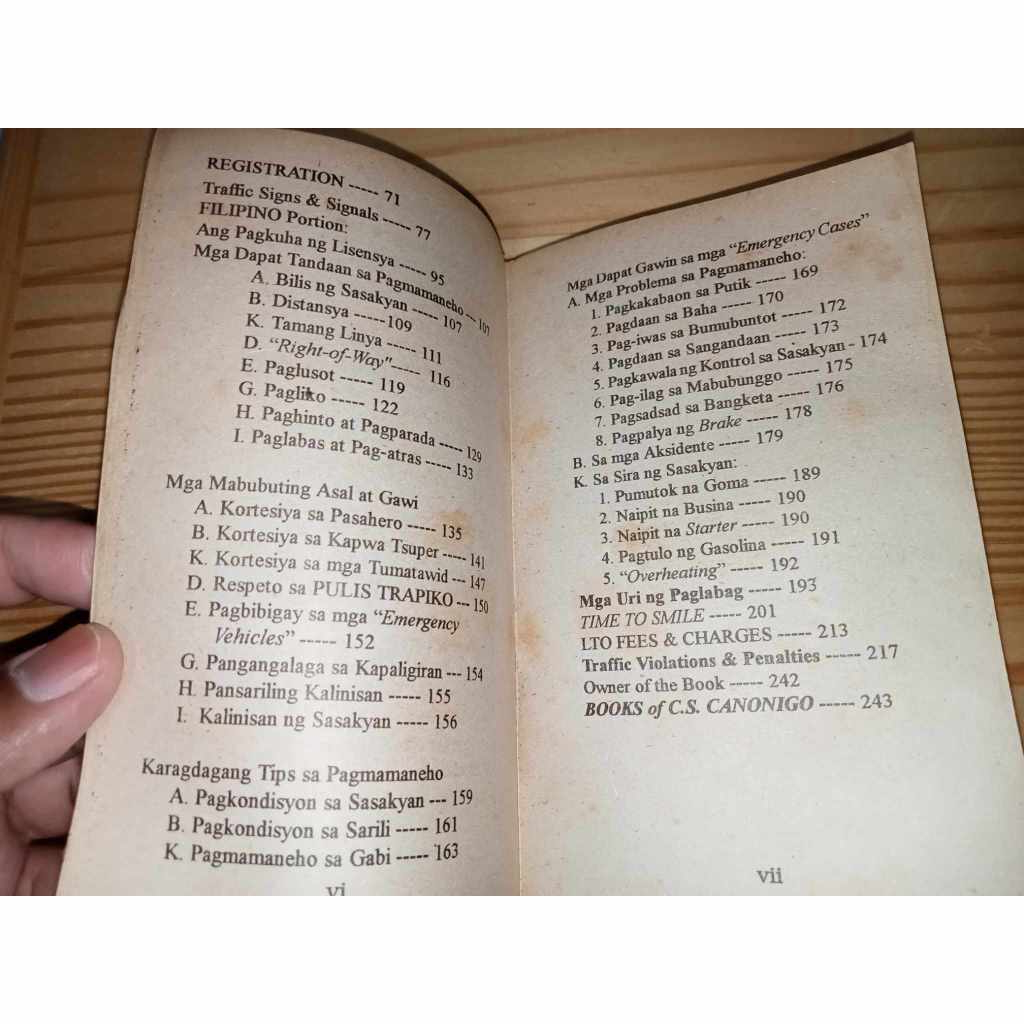 REGISTRATION ----- 71
Traffic Signs & Signals ----- 77
FILIPINO Portion:
Ang Pagkuha ng Lisensya ----- 95
Mga Dapat Tandaan sa Pagmamaneho -- 107
A. Bilis ng Sasakyan ----- 107
B. Distansya -----109
K. Tamang Linya ----- 111
D. “Right-of-Way"----- 116
E. Paglusot ----- 119
G. Pagliko ----- 122
H. Paghinto at Pagparada ----- 129
I. Paglabas at Pag-atras ----- 133
Mga Mabubuting Asal at Gawi
A. Kortesiya sa Pasahero ----- 135
B. Kortesiya sa Kapwa Tsuper ----- 141
K. Kortesiya sa mga Tumatawid --- 147
D. Respeto sa PULIS TRAPIKO --- 150
E. Pagbibigay sa mga “Emergency
Vehicles” ----- 152
G. Pangangalaga sa Kapaligiran ---- 154
H. Pansariling Kalinisan ----- 155
I. Kalinisan ng Sasakyan ----- 156
Karagdagang Tips sa Pagmamaneho
A. Pagkondisyon sa Sasakyan --- 159
B. Pagkondisyon sa Sarili ----- 161
K. Pagmamaneho sa Gabi ----- 163
vi
Mga Dapat Gawin sa mga “Emergency Cases”
A. Mga Problema sa Pagmamaneho:
1. Pagkakabaon sa Putik ----- 169
2. Pagdaan sa Baha ----- 170
3. Pag-iwas sa Bumubuntot ----- 172
4. Pagdaan sa Sangandaan ----- 173
5. Pagkawala ng Kontrol sa Sasakyan - 174
6. Pag-ilag sa Mabubunggo ----- 175
7. Pagsadsad sa Bangketa ----- 176
8. Pagpalya ng Brake ----- 178
B. Sa mga Aksidente ----- 179
K. Sa Sira ng Sasakyan:
1. Pumutok na Goma ----- 189
2. Naipit na Busina ----- 190
3. Naipit na Starter ----- 190
4. Pagtulo ng Gasolina ----- 191
5. “Overheating” ----- 192
Mga Uri ng Paglabag ----- 193
TIME TO SMILE ----- 201
LTO FEES & CHARGES ----- 213
Traffic Violations & Penalties ----- 217
Owner of the Book ----- 242
BOOKS of C.S. CANONIGO ----- 243
vii